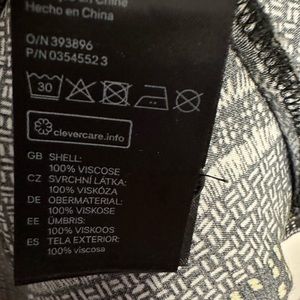 Hecho en China
O/N 393896
P/N 0354552 3
30
clevercare.info
GB SHELL:
100% VISCOSE
CZ SVRCHNÍ LÁTKA:
100% VISKÓZA
DE OBERMATERIAL:
100% VISKOSE
EE ÜMBRIS:
100% VISKOOS
ES TELA EXTERIOR:
100% viscosa